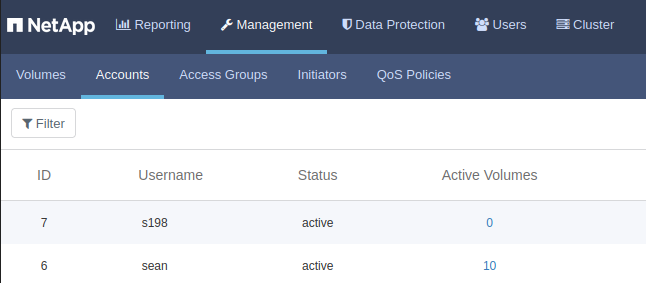 NetApp Reporting Management Data Protection Users Cluster
Volumes Accounts Access Groups Initiators QoS Policies
Filter
ID Username Status Active Volumes
7 s198 active 0
6 sean active 10